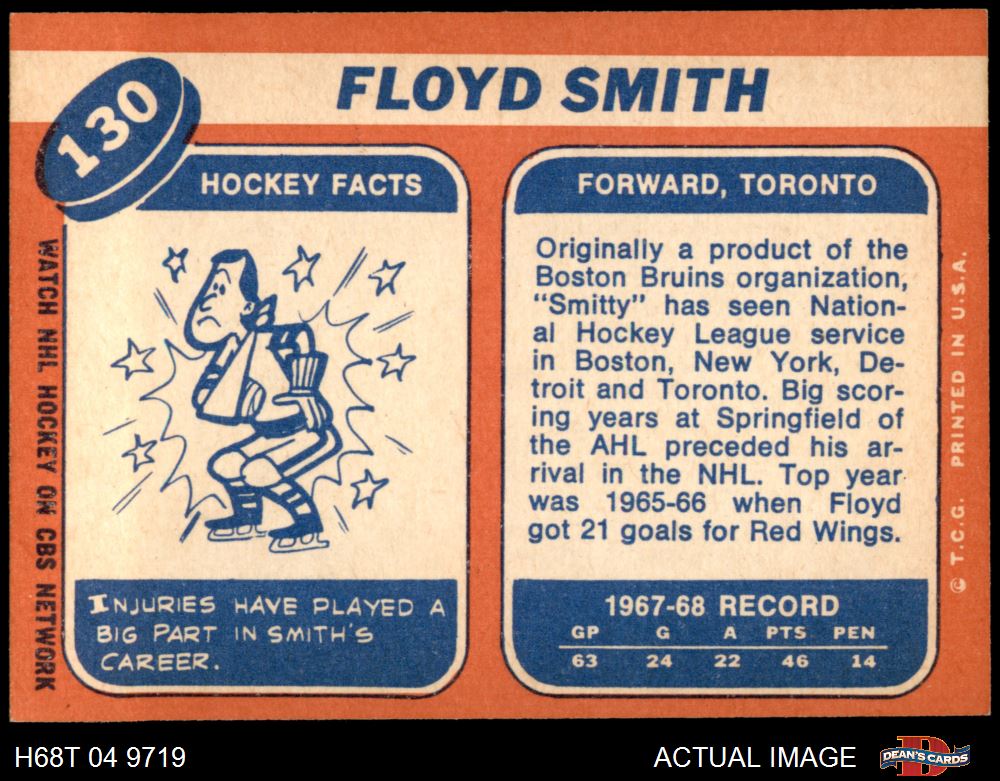 130
FLOYD SMITH
HOCKEY FACTS
INJURIES HAVE PLAYED A
BIG PART IN SMITH'S
CAREER.
WATCH NHL HOCKEY ON CBS NETWORK
FORWARD, TORONTO
Originally a product of the
Boston Bruins organization,
"Smitty" has seen Nation-
al Hockey League service
in Boston, New York, De-
troit and Toronto. Big scor-
ing years at Springfield of
the AHL preceded his ar-
rival in the NHL. Top year
was 1965-66 when Floyd
got 21 goals for Red Wings.
1967-68 RECORD
GP G A PTS PEN
63 24 22 46 14
© T.C.G. PRINTED IN U.S.A.
H68T 04 9719
ACTUAL IMAGE
D
DEAN'S CARDS